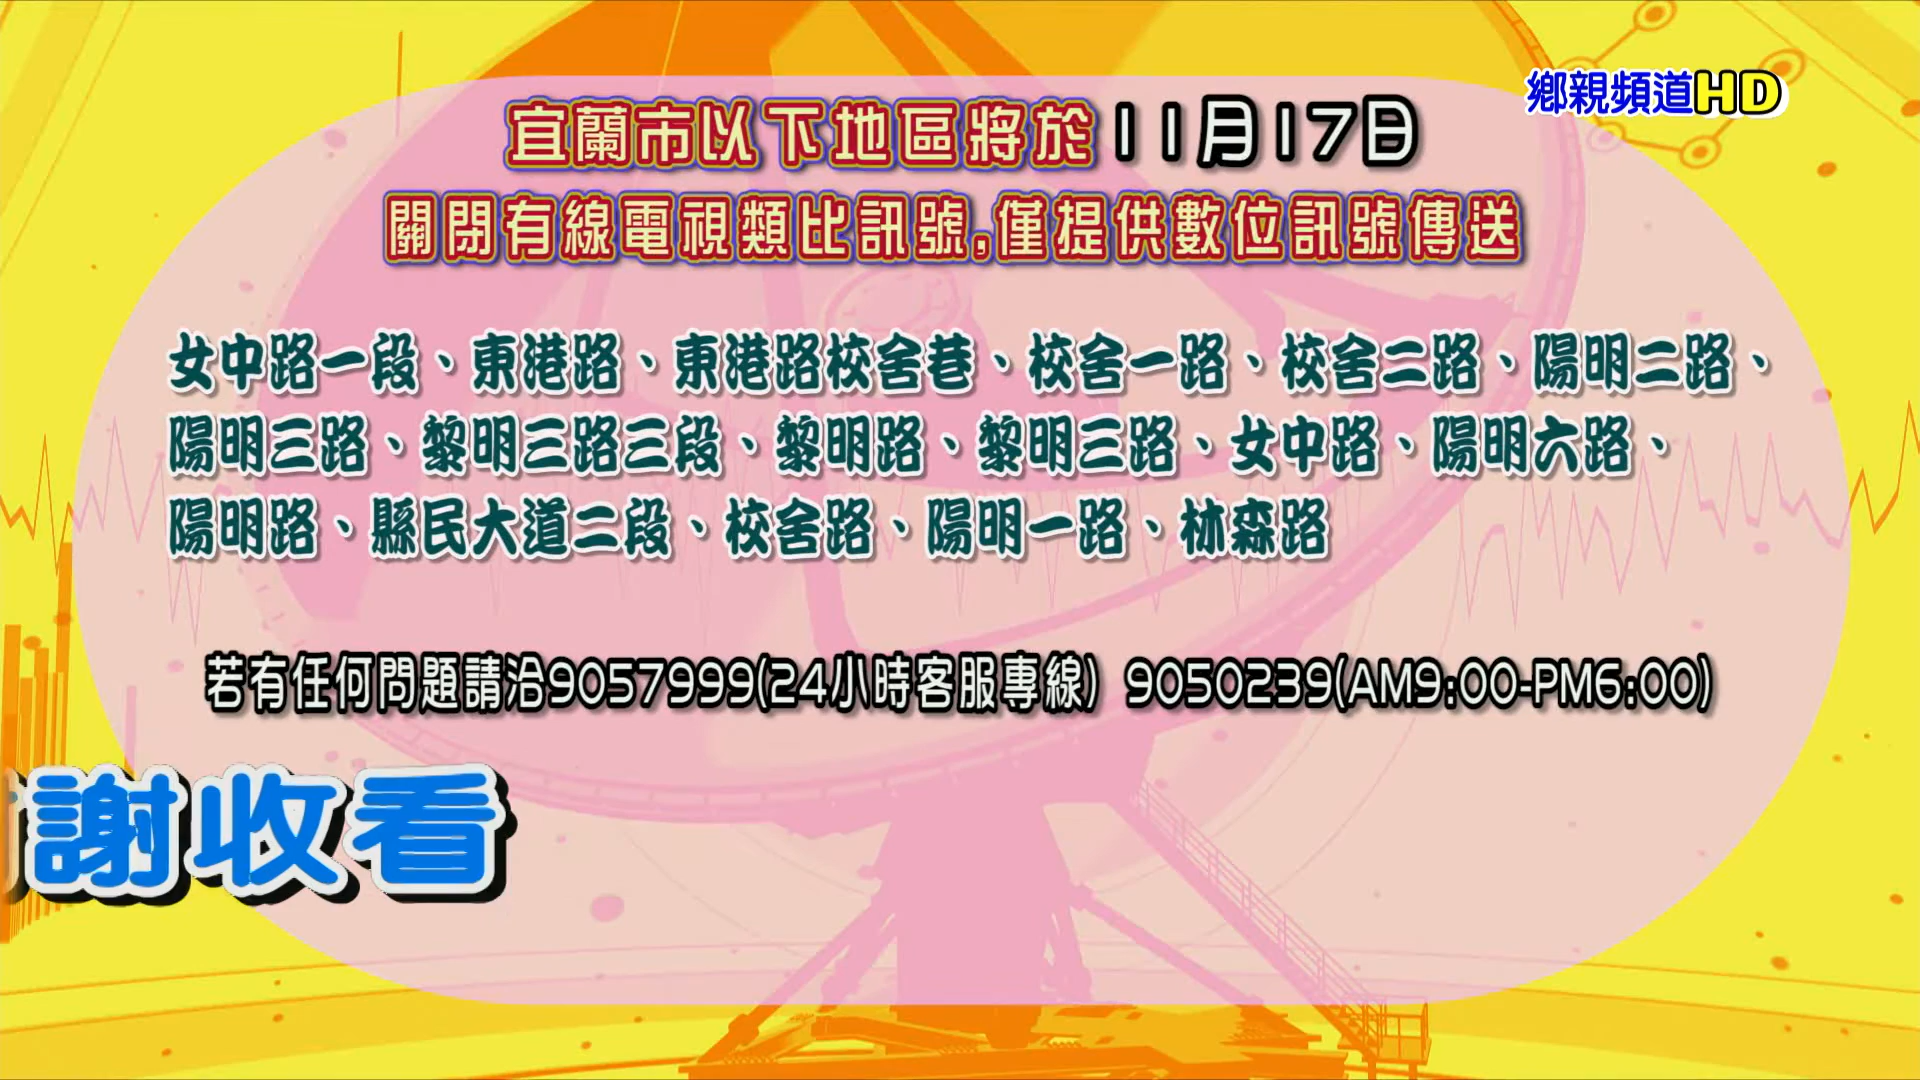 鄉親頻道HD
宜蘭市以下地區將於11月17日
關閉有線電視類比訊號,僅提供數位訊號傳送
女中路一段、東港路、東港路校舍巷、校舍一路、校舍二路、陽明二路、
陽明三路、黎明三路三段、黎明路、黎明三路、女中路、陽明六路、
陽明路、縣民大道二段、校舍路、陽明一路、林森路
若有任何問題請洽9057999(24小時客服專線) 9050239(AM9:00-PM6:00)
謝收看